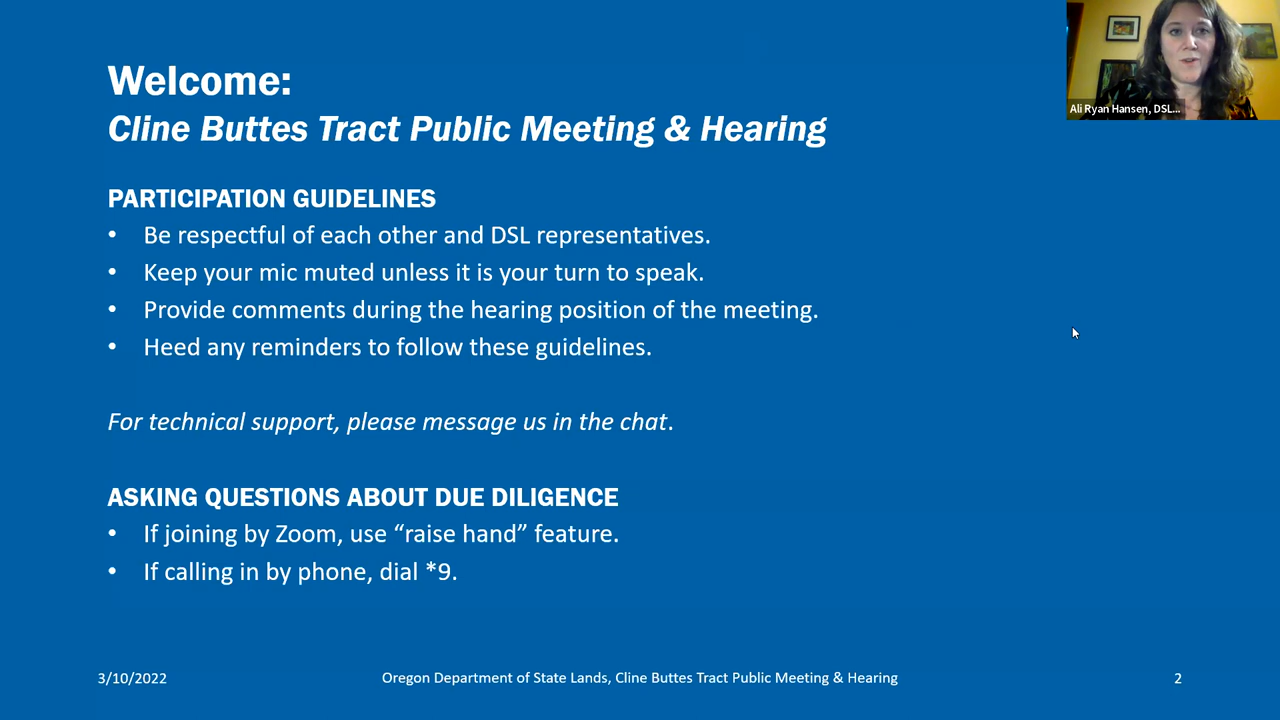 Welcome:
Cline Buttes Tract Public Meeting & Hearing
PARTICIPATION GUIDELINES
• Be respectful of each other and DSL representatives.
• Keep your mic muted unless it is your turn to speak.
• Provide comments during the hearing position of the meeting.
• Heed any reminders to follow these guidelines.
For technical support, please message us in the chat.
ASKING QUESTIONS ABOUT DUE DILIGENCE
• If joining by Zoom, use “raise hand” feature.
• If calling in by phone, dial *9.
3/10/2022
Oregon Department of State Lands, Cline Buttes Tract Public Meeting & Hearing
2
Ali Ryan Hansen, DSL...